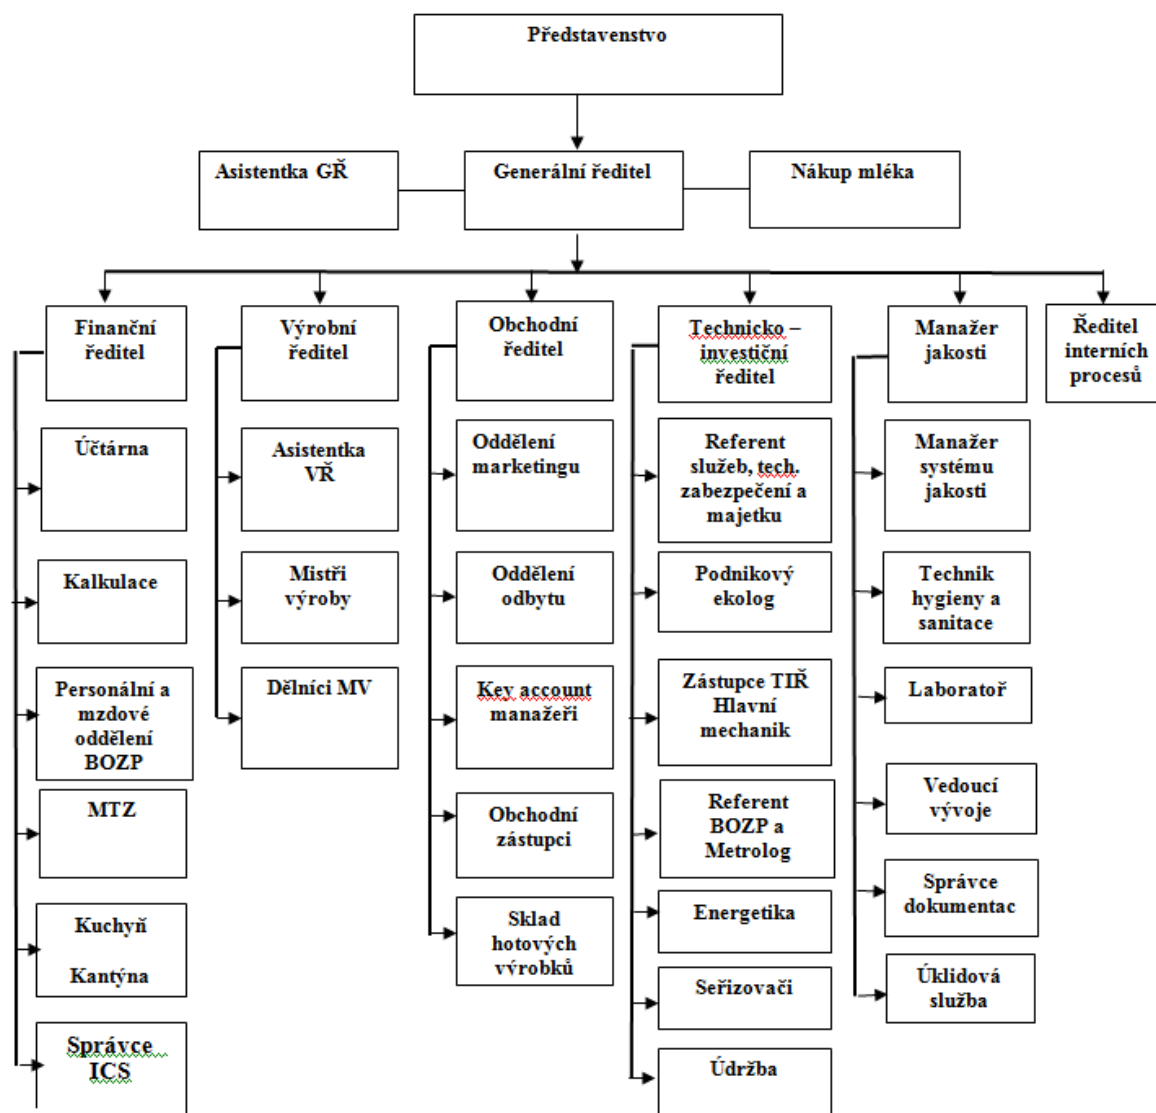 Představenstvo
Asistentka GŘ
Generální ředitel
Nákup mléka
Finanční
ředitel
Výrobní
ředitel
Obchodní
ředitel
Technicko –
investiční
ředitel
Manažer
jakosti
Ředitel
interních
procesů
Účtárna
Kalkulace
Personální a
mzdové
oddělení
BOZP
MTZ
Kuchyň
Kantýna
Správce
ICS
Asistentka
VŘ
Mistři
výroby
Dělníci MV
Oddělení
marketingu
Oddělení
odbytu
Key account
manažeři
Obchodní
zástupci
Sklad
hotových
výrobků
Referent
služeb, tech.
zabezpečení a
majetku
Podnikový
ekolog
Zástupce TIŘ
Hlavní
mechanik
Referent
BOZP a
Metrolog
Energetika
Seřizovači
Údržba
Manažer
systému
jakosti
Technik
hygieny a
sanitace
Laboratoř
Vedoucí
vývoje
Správce
dokumentac
Úklidová
služba